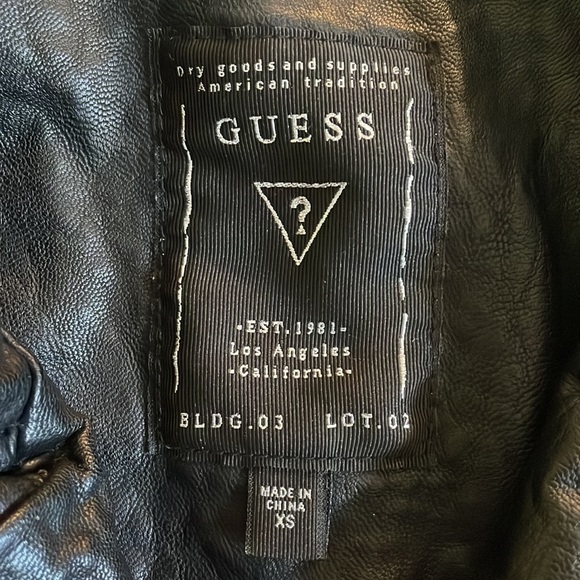 Dry goods and supplies
American tradition
GUESS
?
-EST.1981-
Los Angeles
-California-
BLDG.03 LOT.02
MADE IN
CHINA
XS